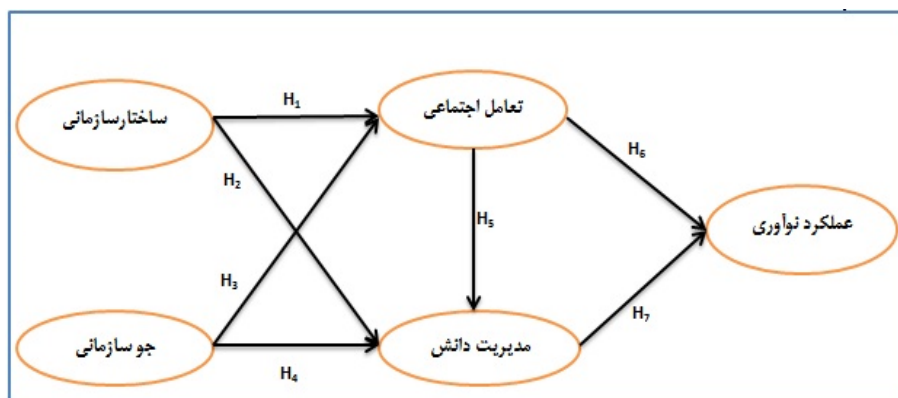 H1
تعامل اجتماعی
ساختارسازمانی
H2
H6
H5
عملکرد نوآوری
H3
H7
جو سازمانی
H4
مدیریت دانش